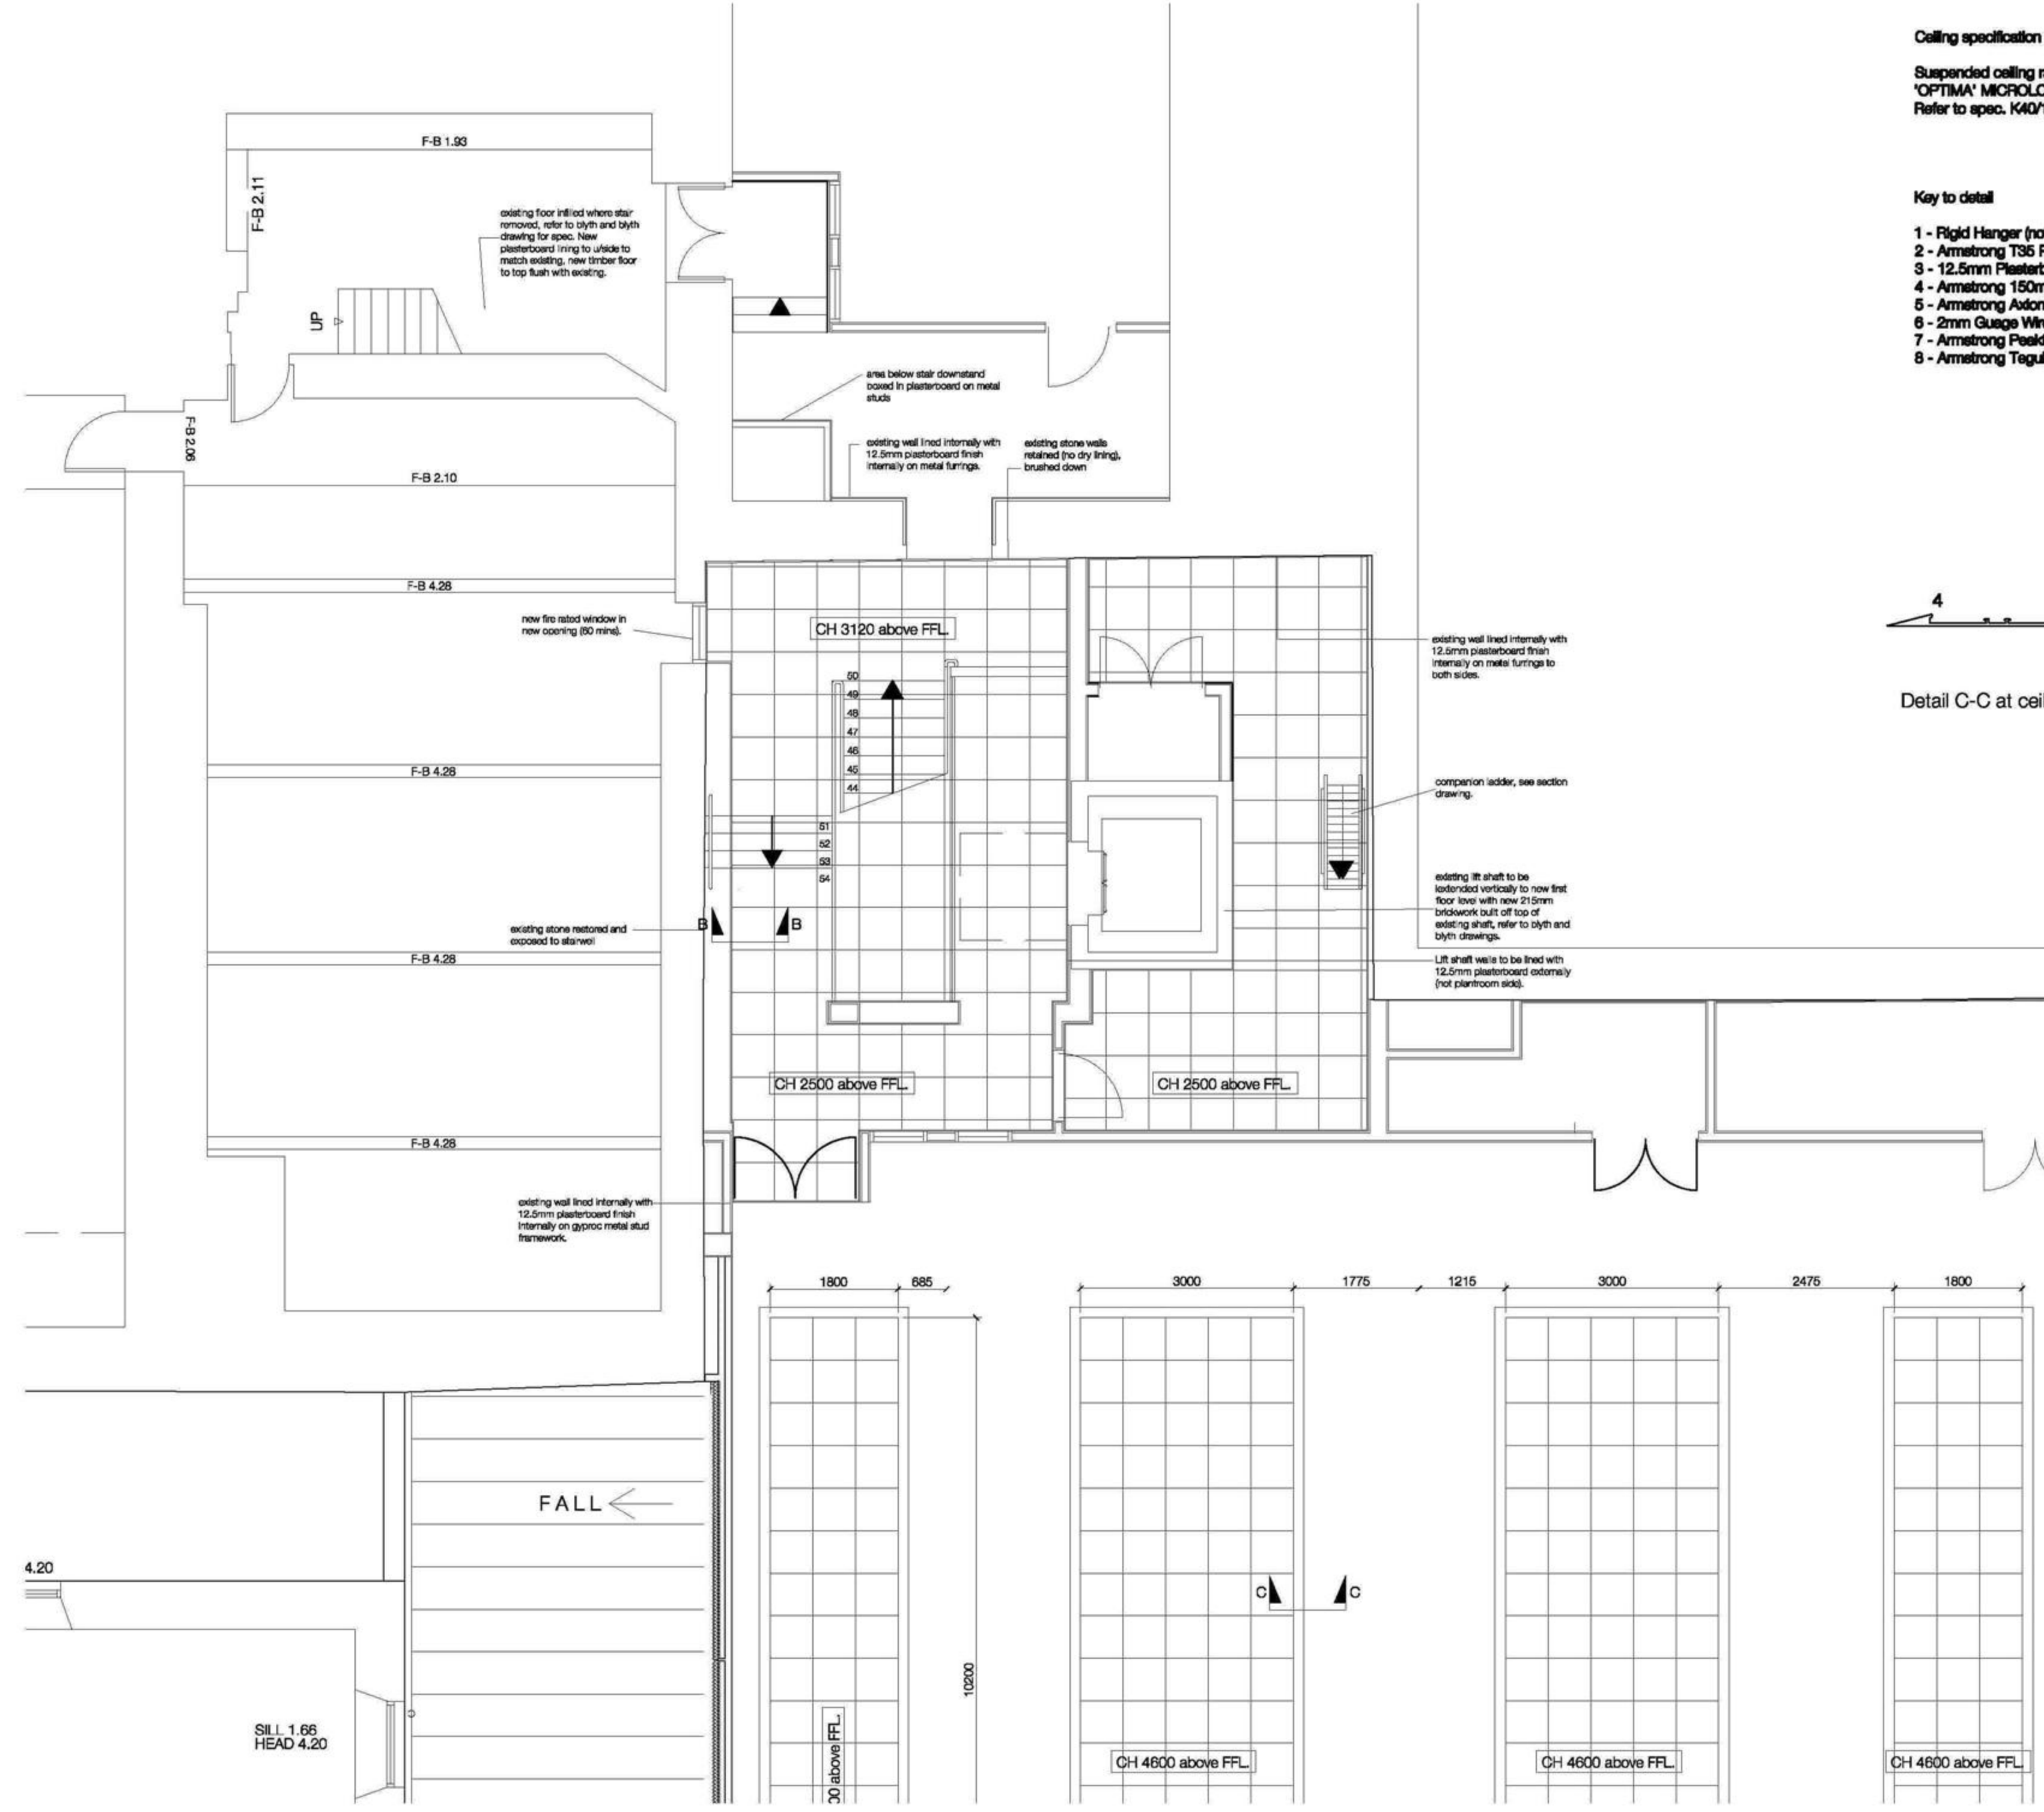 Ceiling specification
Suspended ceiling
'OPTIMA' MICROLO
Refer to spec. K40/
Key to detail
1 - Rigid Hanger (no
2 - Armstrong T35
3 - 12.5mm Plasterb
4 - Armstrong 150m
5 - Armstrong Axiom
6 - 2mm Guage Wir
7 - Armstrong Peak
8 - Armstrong Tegul
F-B 1.93
F-B 2.11
existing floor infilled where stair
removed, refer to blyth and blyth
drawing for spec. New
plasterboard lining to u/side to
match existing, new timber floor
to top flush with existing.
UP
area below stair downstand
boxed in plasterboard on metal
studs
F-B 2.06
existing wall lined internally with
12.5mm plasterboard finish
internally on metal furrings.
existing stone walls
retained (no dry lining),
brushed down
F-B 2.10
F-B 4.28
new fire rated window in
new opening (60 mins).
CH 3120 above FFL.
existing wall lined internally with
12.5mm plasterboard finish
internally on metal furrings to
both sides.
4
Detail C-C at ceil
50
49
48
47
46
45
44
F-B 4.28
companion ladder, see section
drawing.
51
52
53
54
existing lift shaft to be
extended vertically to new first
floor level with new 215mm
brickwork built off top of
existing shaft, refer to blyth and
blyth drawings.
B
B
existing stone restored and
exposed to stairwell
F-B 4.28
Lift shaft walls to be lined with
12.5mm plasterboard externally
(not plantroom side).
CH 2500 above FFL.
CH 2500 above FFL.
F-B 4.28
existing wall lined internally with
12.5mm plasterboard finish
internally on gyproc metal stud
framework.
1800
685
3000
1775
1215
3000
2475
1800
FALL
4.20
C
C
10200
SILL 1.66
HEAD 4.20
00 above FFL.
CH 4600 above FFL.
CH 4600 above FFL.
CH 4600 above FFL.